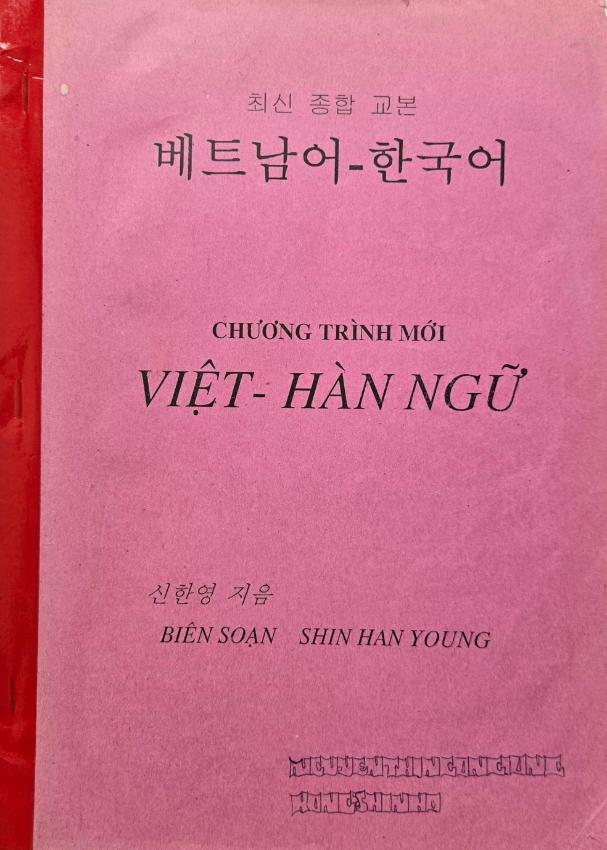 최신 종합 교본
베트남어-한국어
CHƯƠNG TRÌNH MỚI
VIỆT- HÀN NGỮ
신한영 지음
BIÊN SOẠN SHIN HAN YOUNG